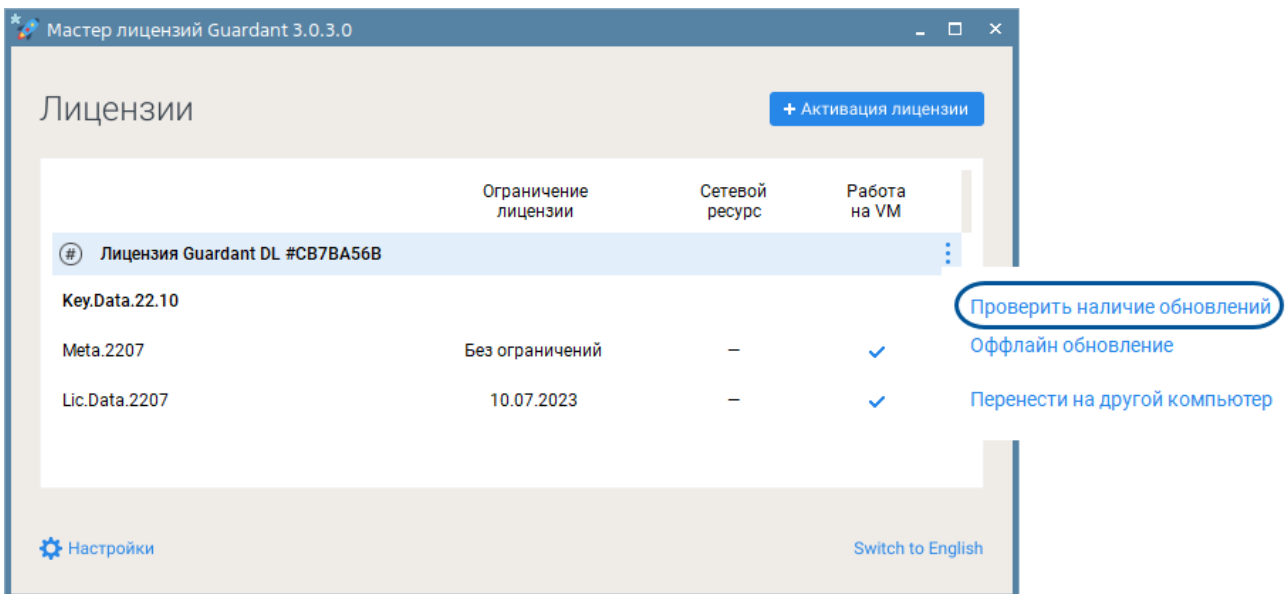 Мастер лицензий Guardant 3.0.3.0
Лицензии
+ Активация лицензии
Ограничение лицензии
Сетевой ресурс
Работа на VM
# Лицензия Guardant DL #CB7BA56B
Key.Data.22.10
Проверить наличие обновлений
Meta.2207 Без ограничений –
Оффлайн обновление
Lic.Data.2207 10.07.2023 –
Перенести на другой компьютер
Настройки
Switch to English